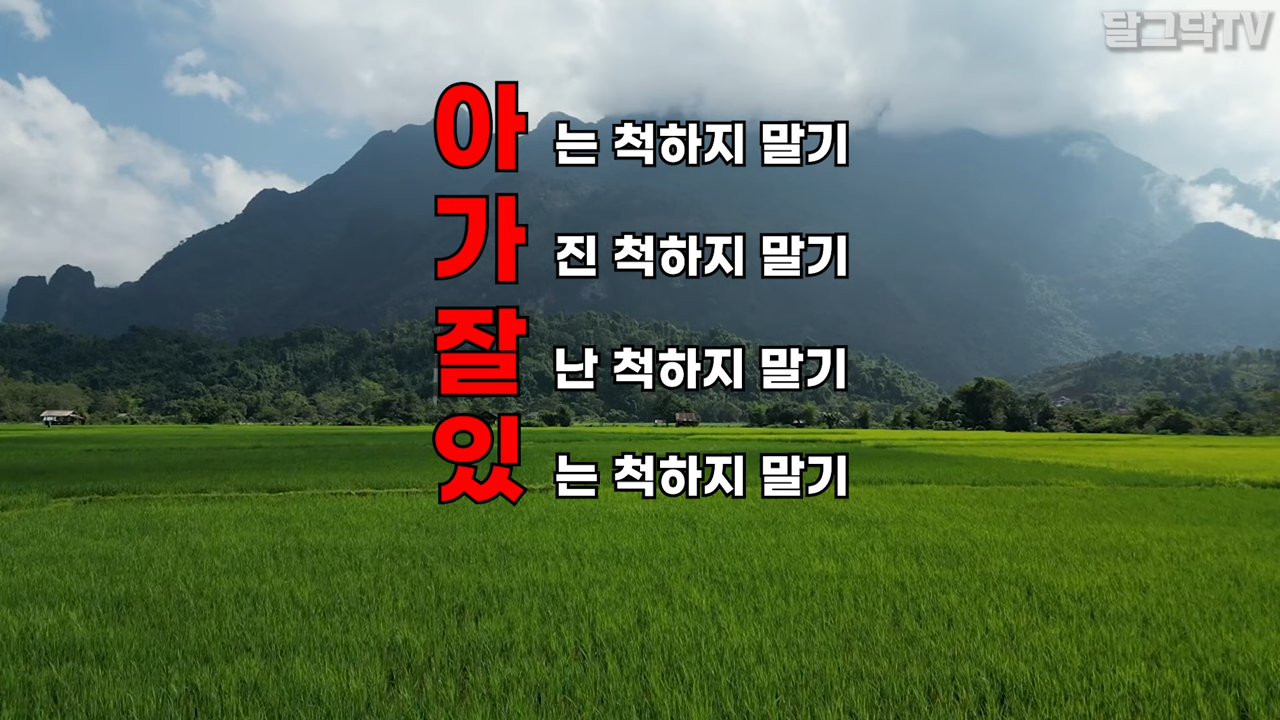 달그닥TV
아는 척하지 말기
가진 척하지 말기
잘난 척하지 말기
있는 척하지 말기